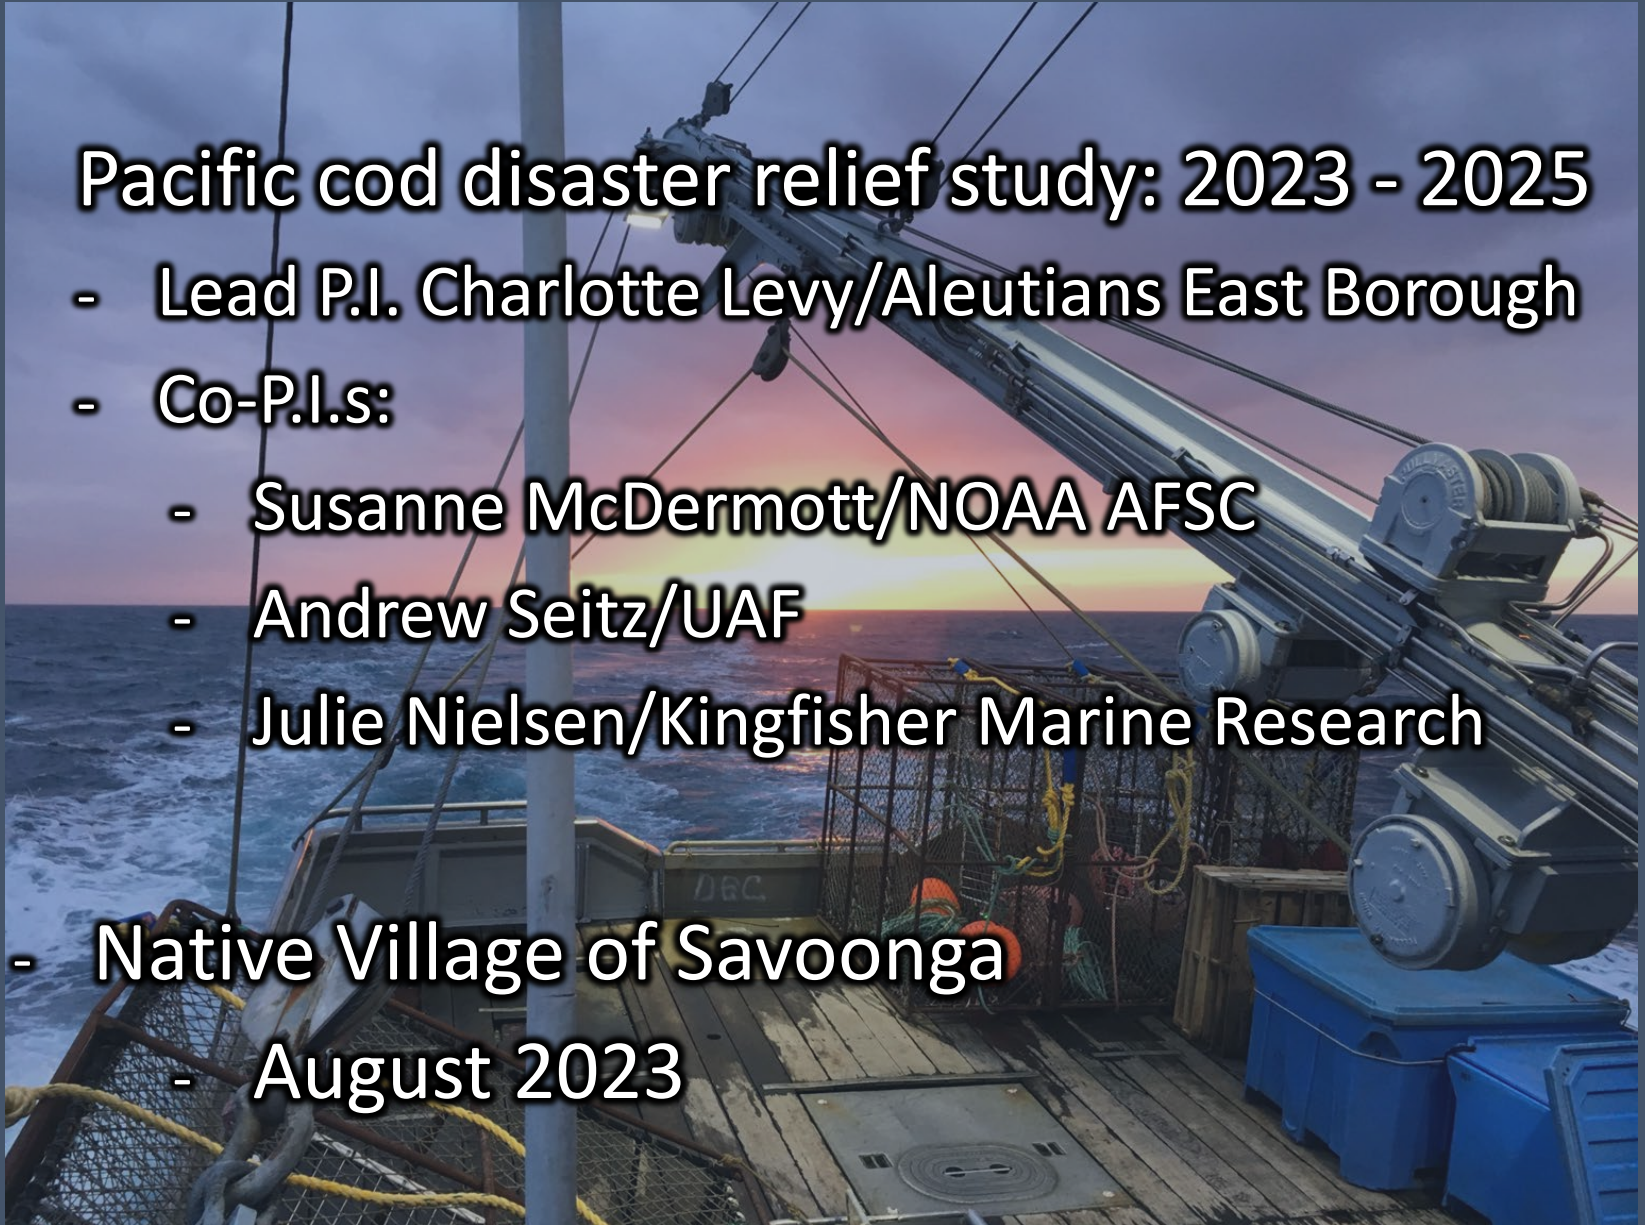 Pacific cod disaster relief study: 2023 - 2025
- Lead P.I. Charlotte Levy/Aleutians East Borough
- Co-P.I.s:
- Susanne McDermott/NOAA AFSC
- Andrew Seitz/UAF
- Julie Nielsen/Kingfisher Marine Research
- Native Village of Savoonga
- August 2023